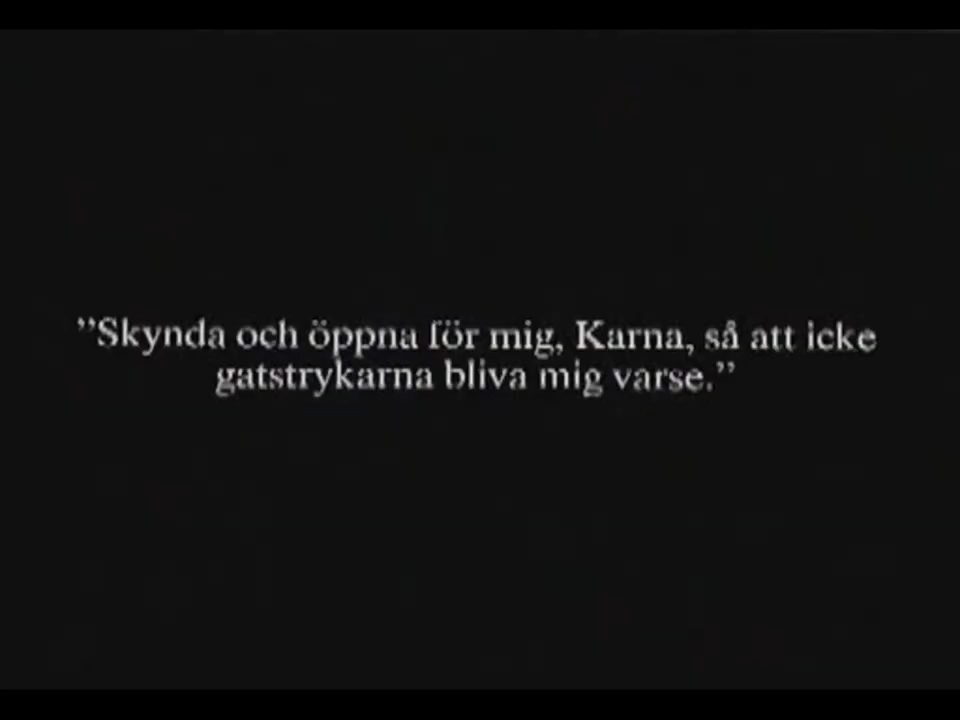 ”Skynda och öppna för mig, Karna, så att icke
gatstrykarna bliva mig varse.”